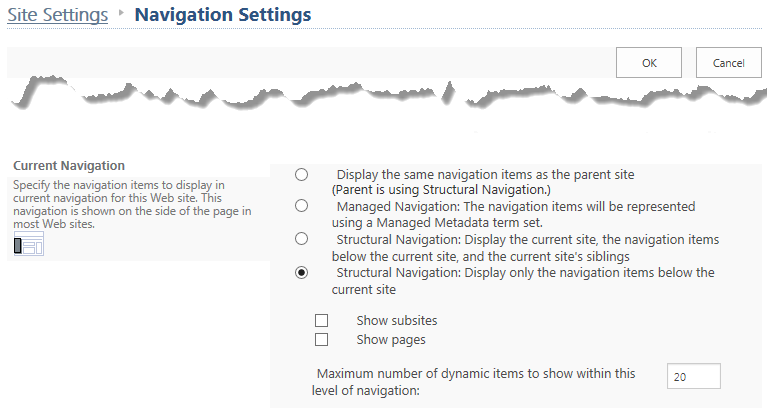 Site Settings ▸ Navigation Settings
OK Cancel
Current Navigation
Specify the navigation items to display in
current navigation for this Web site. This
navigation is shown on the side of the page in
most Web sites.
Display the same navigation items as the parent site
(Parent is using Structural Navigation.)
Managed Navigation: The navigation items will be represented
using a Managed Metadata term set.
Structural Navigation: Display the current site, the navigation items
below the current site, and the current site's siblings
Structural Navigation: Display only the navigation items below the
current site
Show subsites
Show pages
Maximum number of dynamic items to show within this
level of navigation:
20